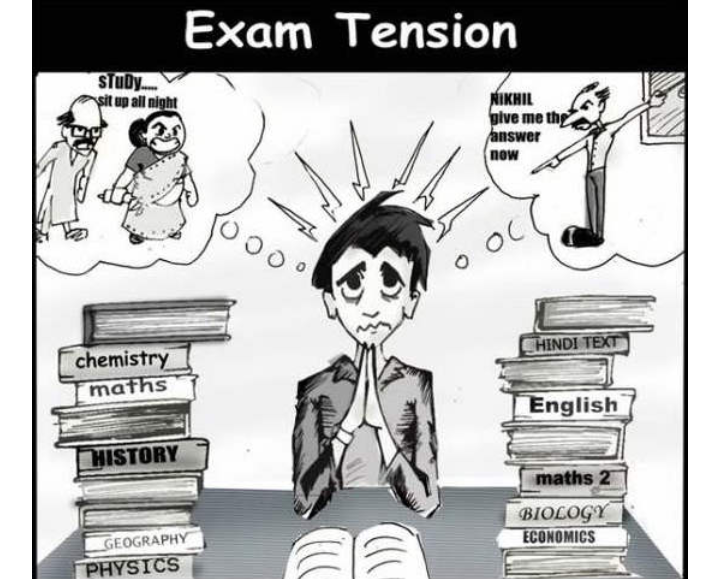 Exam Tension
sTuDy.....
sit up all night
NiKHIL
give me the
answer
now
chemistry
maths
HISTORY
GEOGRAPHY
PHYSICS
HINDI TEXT
English
maths 2
BIOLOGY
ECONOMICS